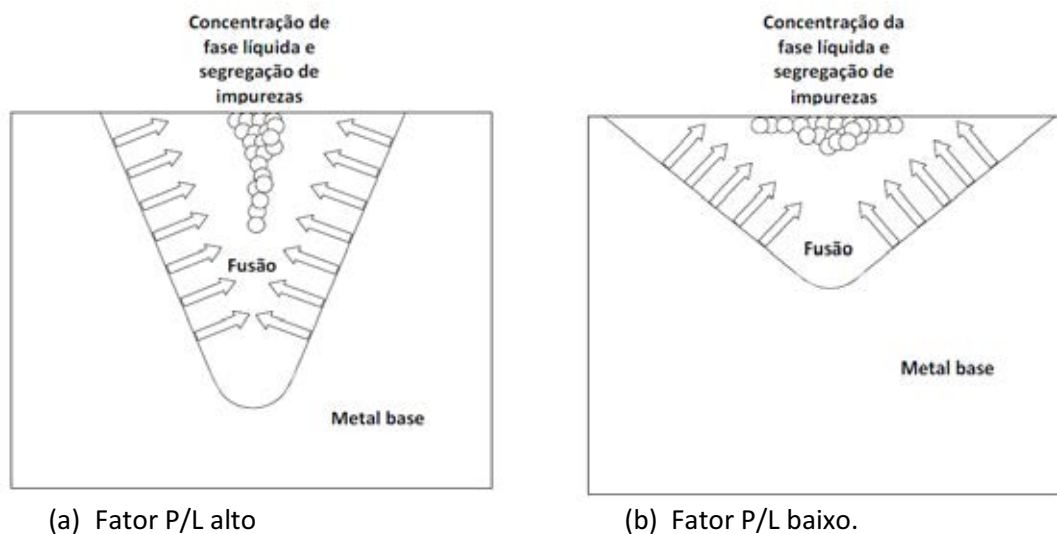 Concentração de
fase líquida e
segregação de
impurezas
Fusão
Metal base
(a) Fator P/L alto
Concentração da
fase líquida e
segregação de
impurezas
Fusão
Metal base
(b) Fator P/L baixo.